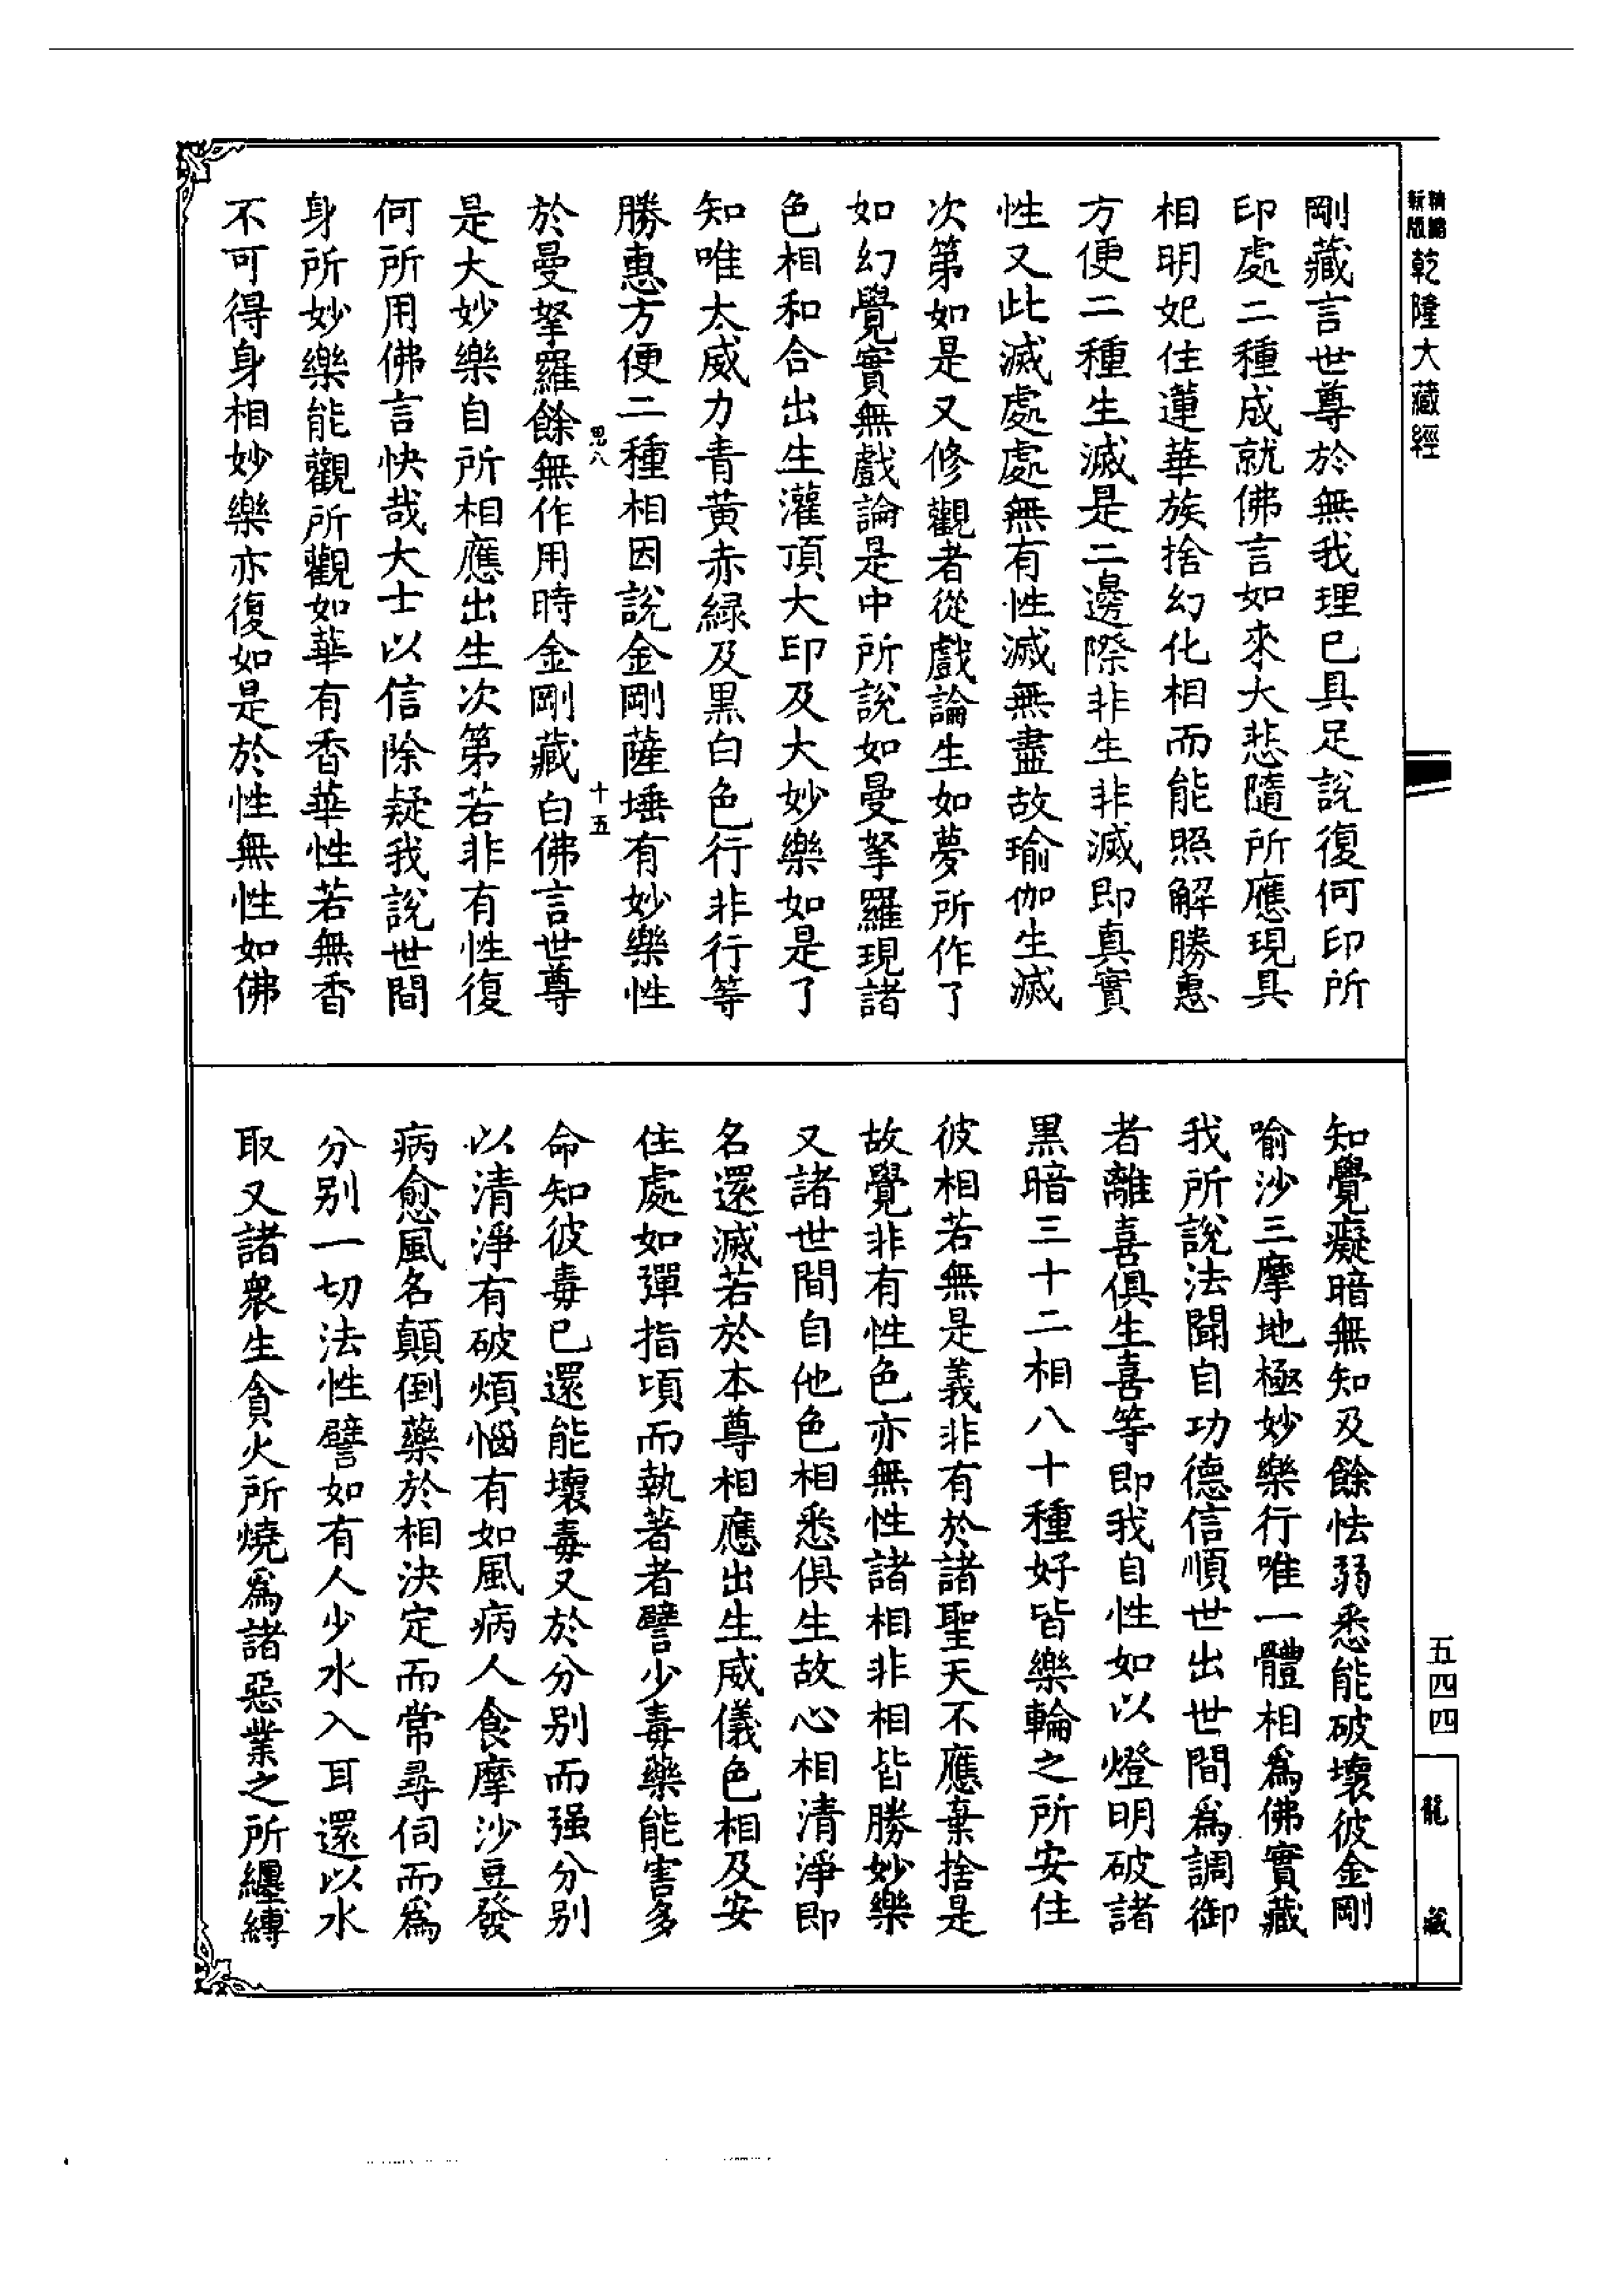 新版
精縮
乾隆大藏經
剛藏言世尊於無我理已具足說復何印所
印處二種成就佛言如來大悲隨所應現具
相明妃住蓮華族捨幻化相而能照解勝惠
方便二種生滅是二邊際非生非滅即真實
性又此滅處處無有性滅無盡故瑜伽生滅
次第如是又修觀者從戲論生如夢所作了
如幻覺實無戲論是中所說如曼拏羅現諸
色相和合出生灌頂大印及大妙樂如是了
知唯太威力青黄赤緑及黒白色行非行等
勝惠方便二種相因說金剛薩埵有妙樂性
思八
十五
於曼拏羅餘無作用時金剛藏白佛言世尊
是大妙樂自所相應出生次第若非有性復
何所用佛言快哉大士以信除疑我說世間
身所妙樂能觀所觀如華有香華性若無香
不可得身相妙樂亦復如是於性無性如佛
知覺癡暗無知及餘怯弱悉能破壞彼金剛
喻沙三摩地極妙樂行唯一體相爲佛實藏
我所說法聞自功德信順世出世間爲調御
者離喜俱生喜等即我自性如以燈明破諸
黒暗三十二相八十種好皆樂輪之所安住
彼相若無是義非有於諸聖天不應棄捨是
故覺非有性色亦無性諸相非相皆勝妙樂
又諸世間自他色相悉俱生故心相清淨即
名還滅若於本尊相應出生威儀色相及安
住處如彈指頃而執著者譬少毒藥能害多
命知彼毒已還能壞毒又於分别而强分别
以清淨有破煩惱有如風病人食摩沙豆發
病愈風名顛倒藥於相決定而常尋伺而爲
分别一切法性譬如有人少水入耳還以水
取又諸衆生貪火所燒爲諸惡業之所纏縛
五四四
龍藏